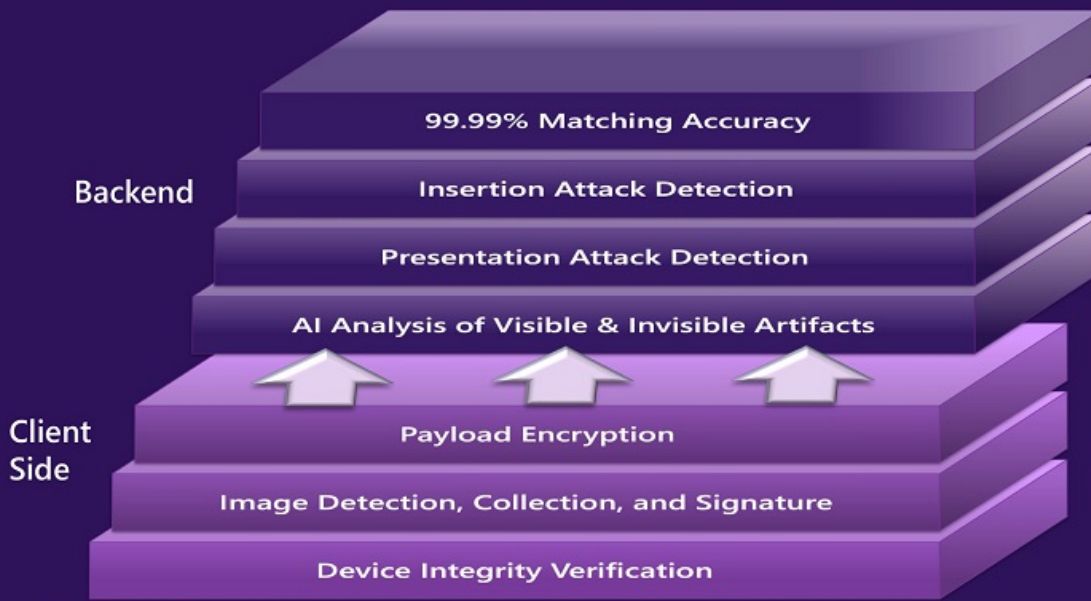 99.99% Matching Accuracy
Backend
Insertion Attack Detection
Presentation Attack Detection
AI Analysis of Visible & Invisible Artifacts
Client
Side
Payload Encryption
Image Detection, Collection, and Signature
Device Integrity Verification